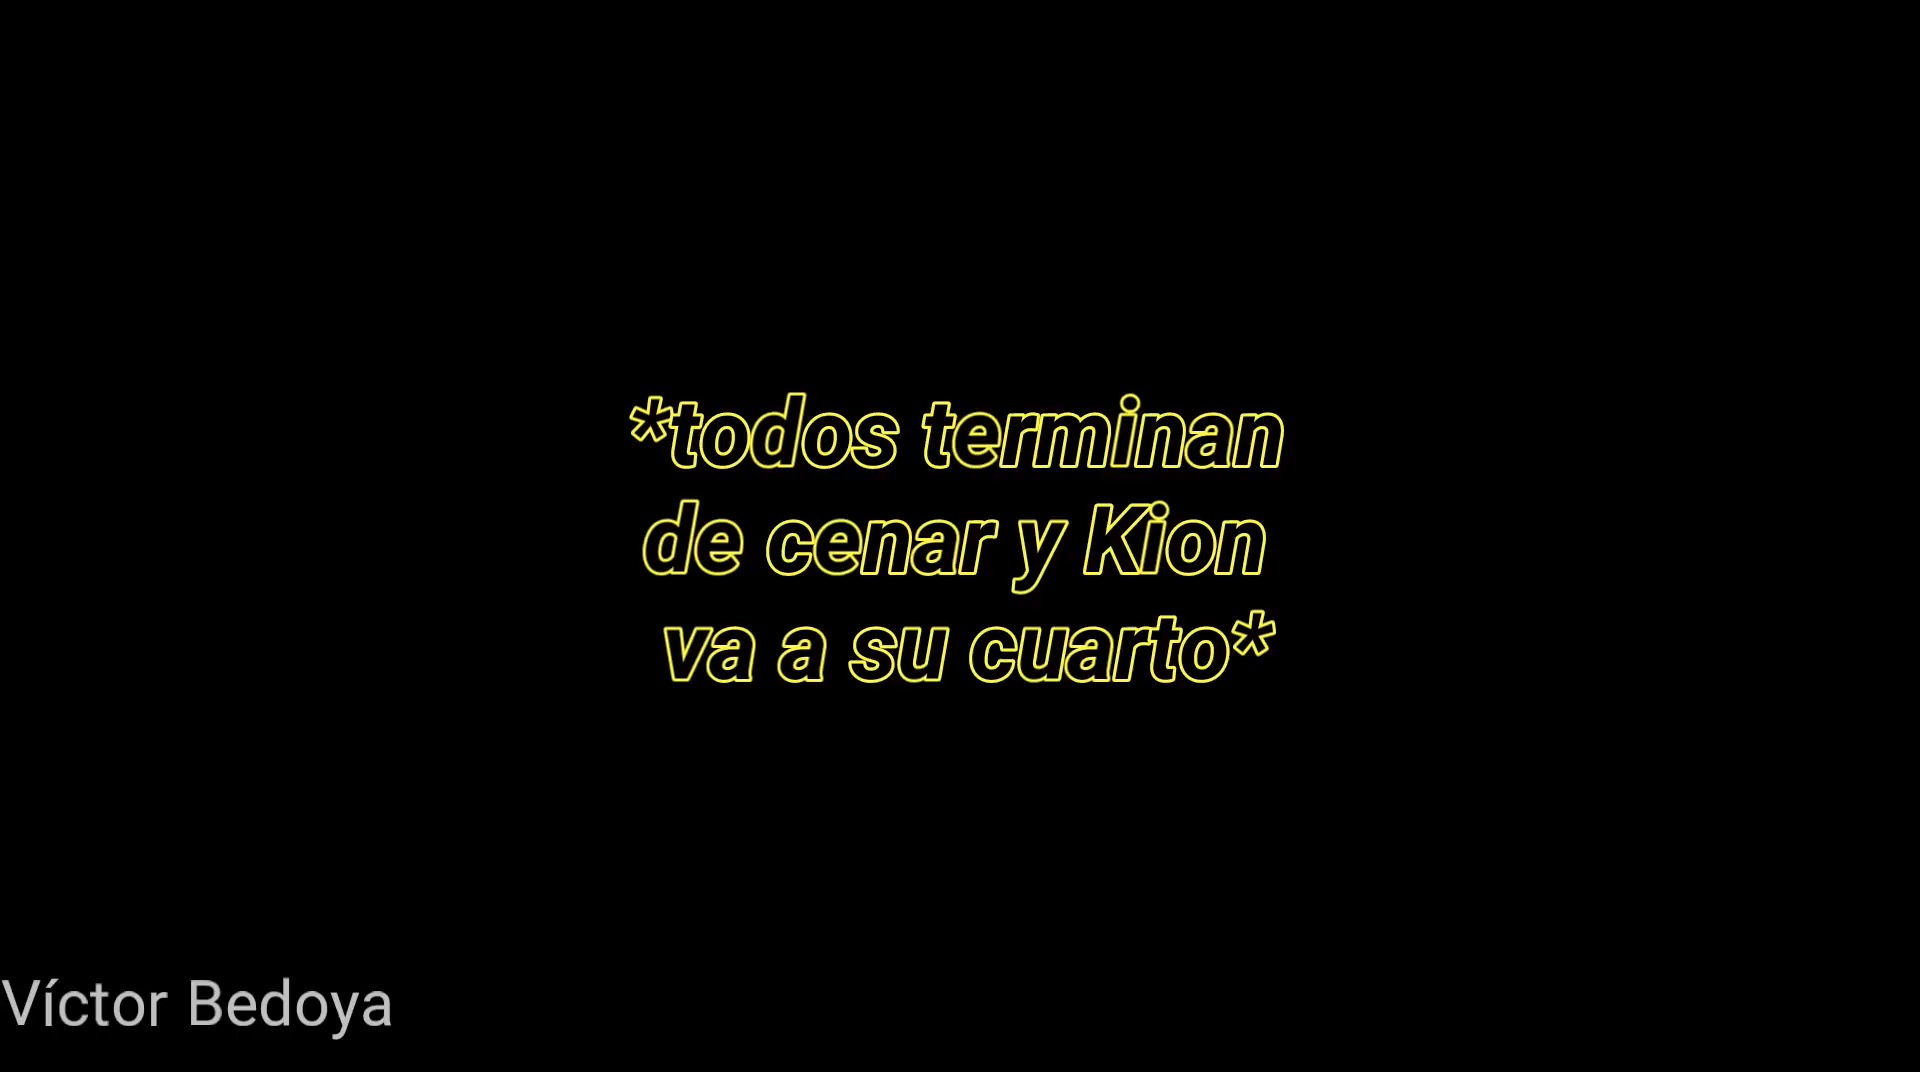 *todos terminan
de cenar y Kion
va a su cuarto*
Víctor Bedoya